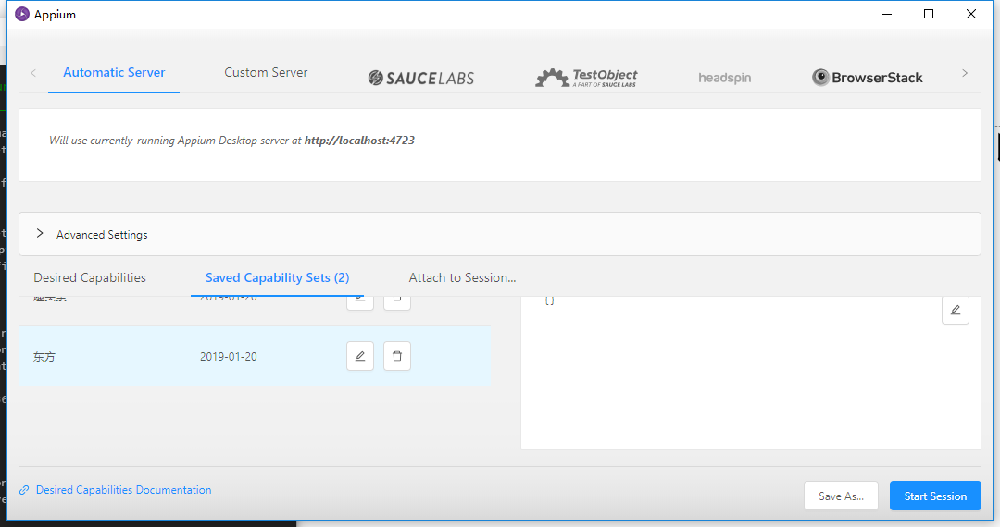 Appium
Automatic Server
Custom Server
SAUCELABS
TestObject
A PART OF SAUCE LABS
headspin
BrowserStack
Will use currently-running Appium Desktop server at http://localhost:4723
Advanced Settings
Desired Capabilities
Saved Capability Sets (2)
Attach to Session...
2019-01-20
{}
东方
2019-01-20
Desired Capabilities Documentation
Save As...
Start Session